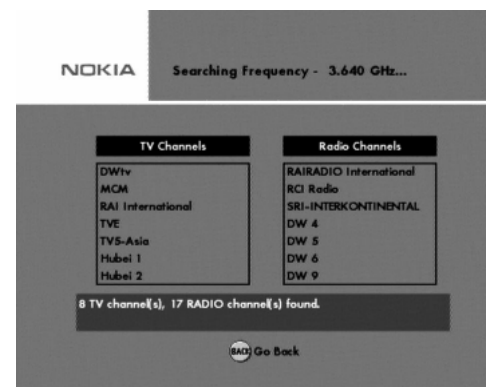 NOKIA
Searching Frequency - 3.640 GHz...
TV Channels
DWtv
MCM
RAI International
TVE
TV5-Asia
Hubei 1
Hubei 2
Radio Channels
RAIRADIO International
RCI Radio
SRI-INTERKONTINENTAL
DW 4
DW 5
DW 6
DW 9
8 TV channel(s), 17 RADIO channel(s) found.
BACK Go Back